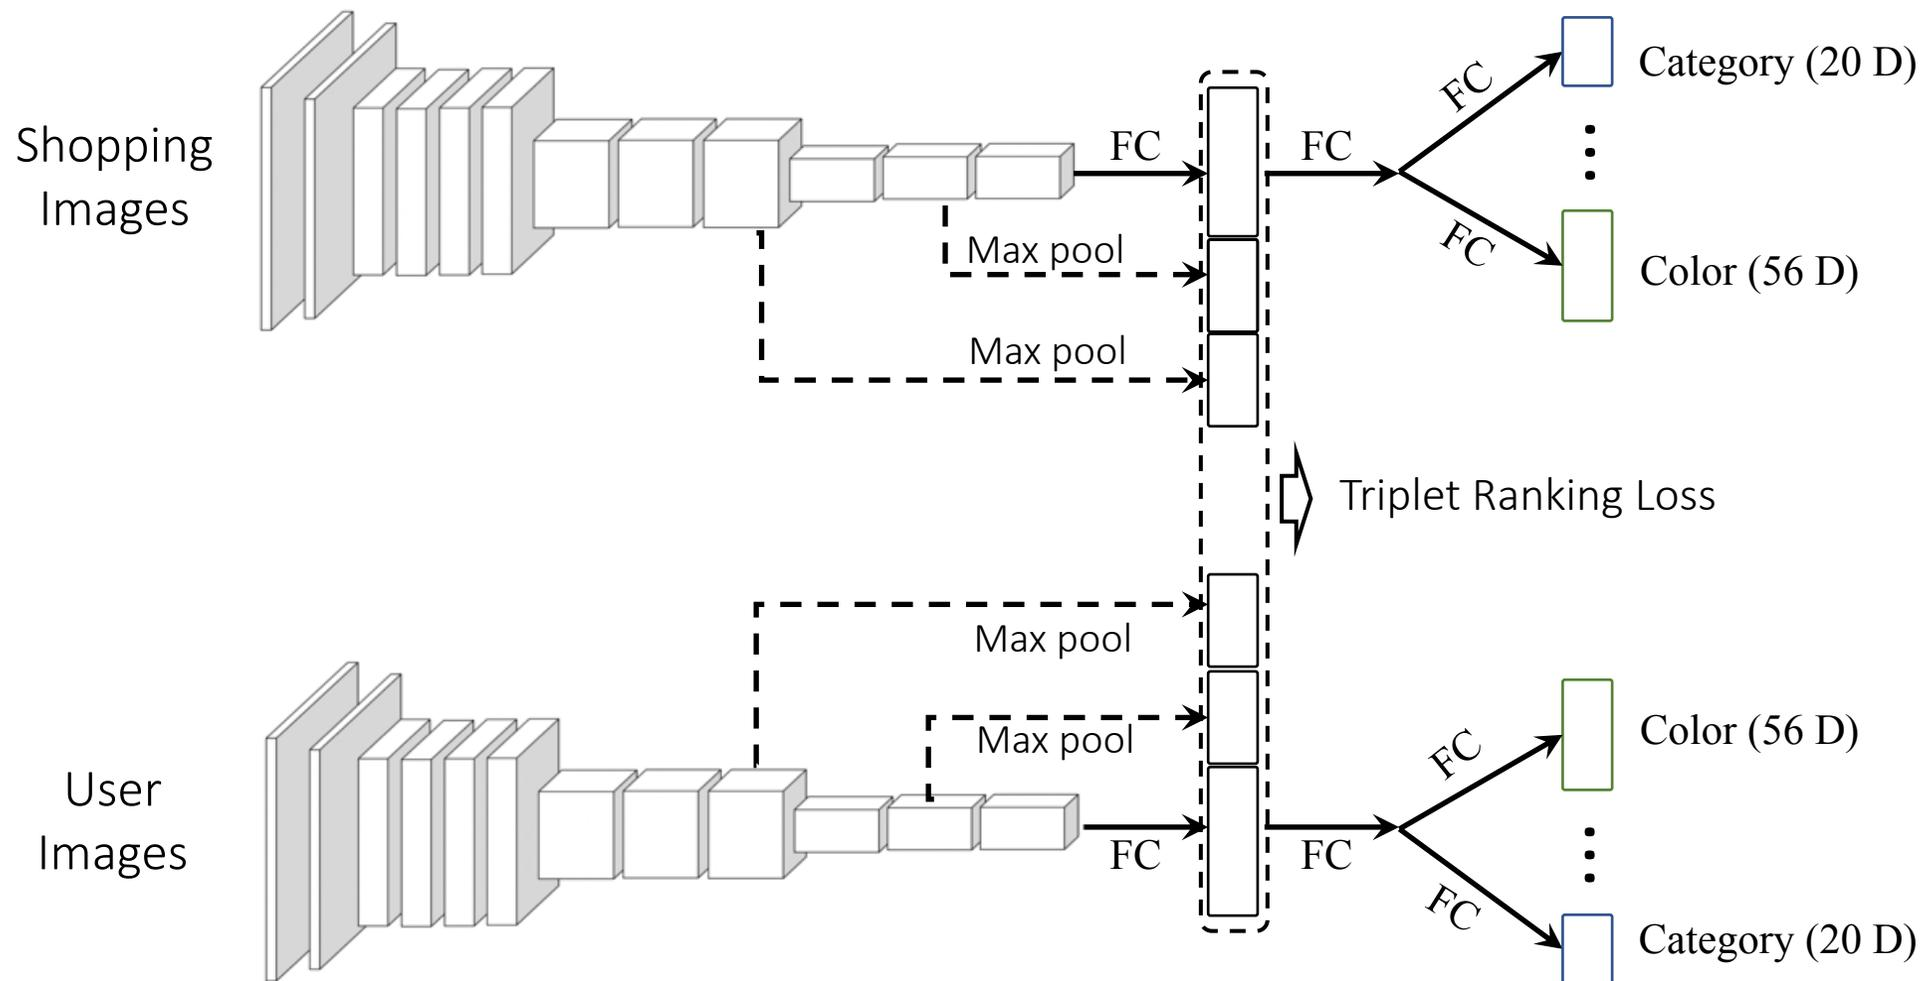 Shopping
Images
FC
FC
FC
Category (20 D)
FC
Color (56 D)
Max pool
Max pool
Triplet Ranking Loss
Max pool
Max pool
User
Images
FC
FC
FC
Color (56 D)
FC
Category (20 D)